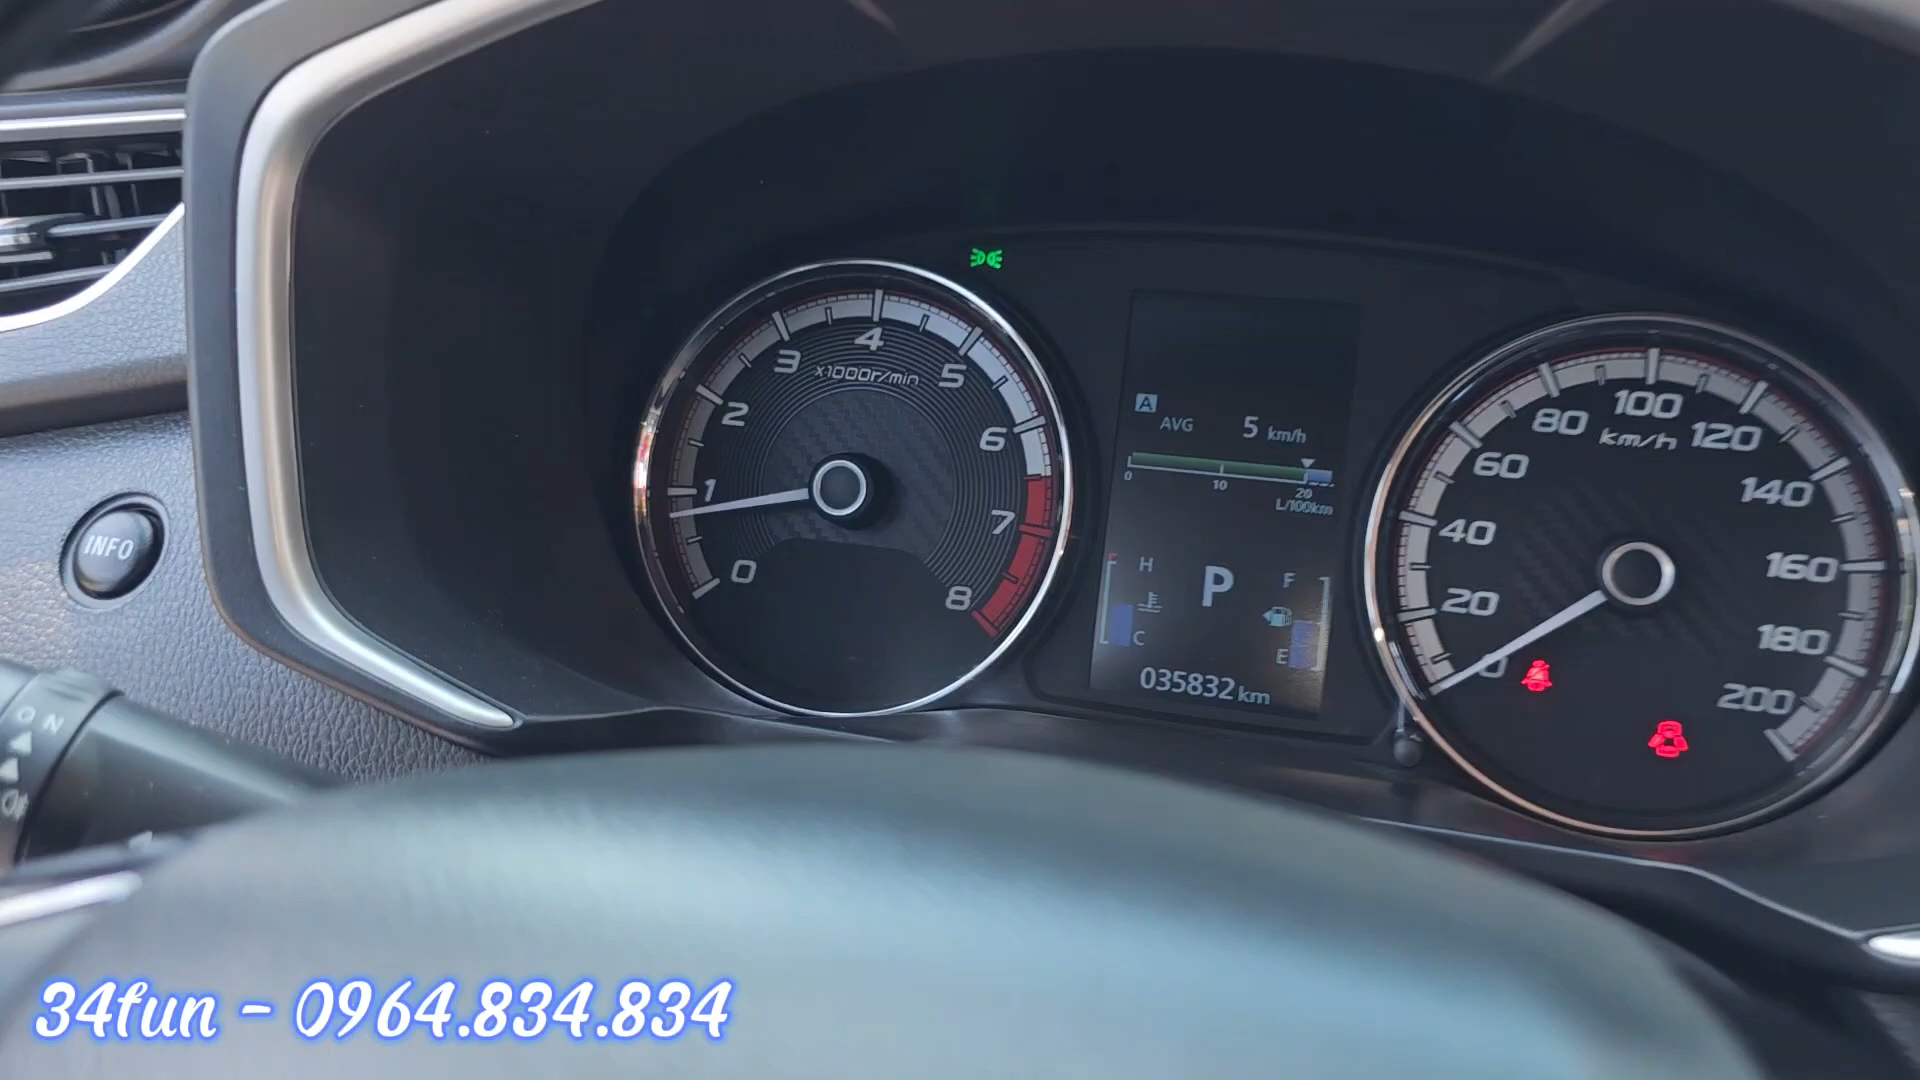 0 1 2 3 4 5 6 7 8
x1000r/min
A
AVG 5 km/h
0 10 20
L/100km
H F
P
C E
035832 km
0 20 40 60 80 100 120 140 160 180 200
km/h
INFO
O N
34fun - 0964.834.834